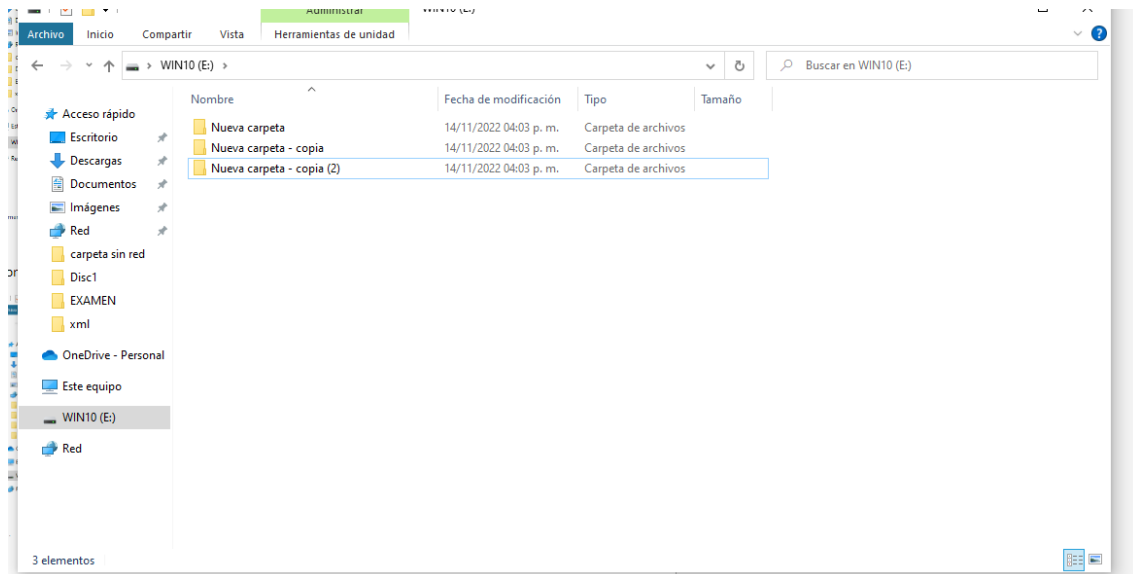 Administrar WIN10 (E:)
Archivo Inicio Compartir Vista Herramientas de unidad
WIN10 (E:) Buscar en WIN10 (E:)
Nombre Fecha de modificación Tipo Tamaño
Acceso rápido
Escritorio
Descargas
Documentos
Imágenes
Red
carpeta sin red
Disc1
EXAMEN
xml
OneDrive - Personal
Este equipo
WIN10 (E:)
Red
Nueva carpeta 14/11/2022 04:03 p. m. Carpeta de archivos
Nueva carpeta - copia 14/11/2022 04:03 p. m. Carpeta de archivos
Nueva carpeta - copia (2) 14/11/2022 04:03 p. m. Carpeta de archivos
3 elementos